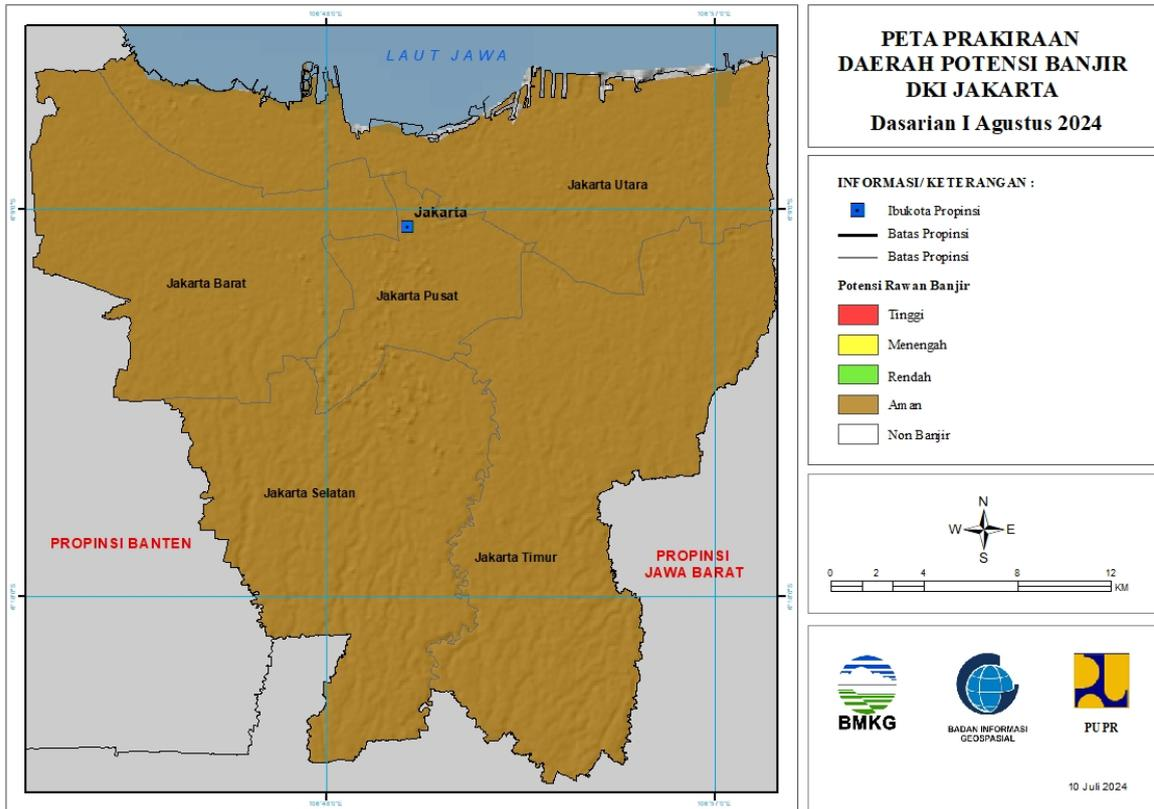 LAUT JAWA
Jakarta Utara
Jakarta
Jakarta Barat
Jakarta Pusat
Jakarta Selatan
Jakarta Timur
PROPINSI BANTEN
PROPINSI
JAWA BARAT
PETA PRAKIRAAN
DAERAH POTENSI BANJIR
DKI JAKARTA
Dasarian I Agustus 2024
INFORMASI/KETERANGAN :
Ibukota Propinsi
Batas Propinsi
Batas Propinsi
Potensi Rawan Banjir
Tinggi
Menengah
Rendah
Aman
Non Banjir
N
W E
S
0 2 4 8 12
KM
BMKG
BADAN INFORMASI
GEOSPASIAL
PUPR
10 Juli 2024